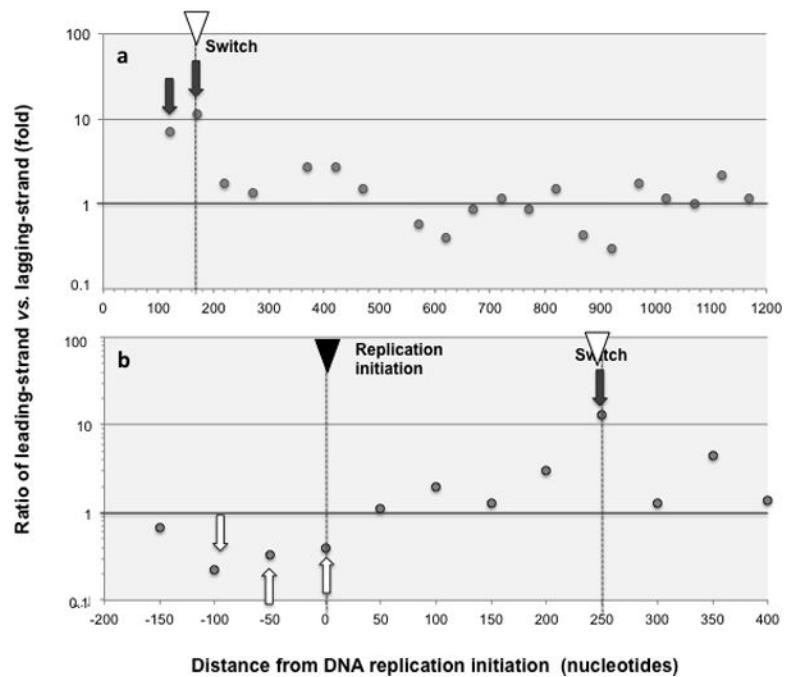 Ratio of leading-strand vs. lagging-strand (fold)
a
Switch
100
10
1
0.1
0 100 200 300 400 500 600 700 800 900 1000 1100 1200
b
Replication
initiation
Switch
100
10
1
0.1
-200 -150 -100 -50 0 50 100 150 200 250 300 350 400
Distance from DNA replication initiation (nucleotides)